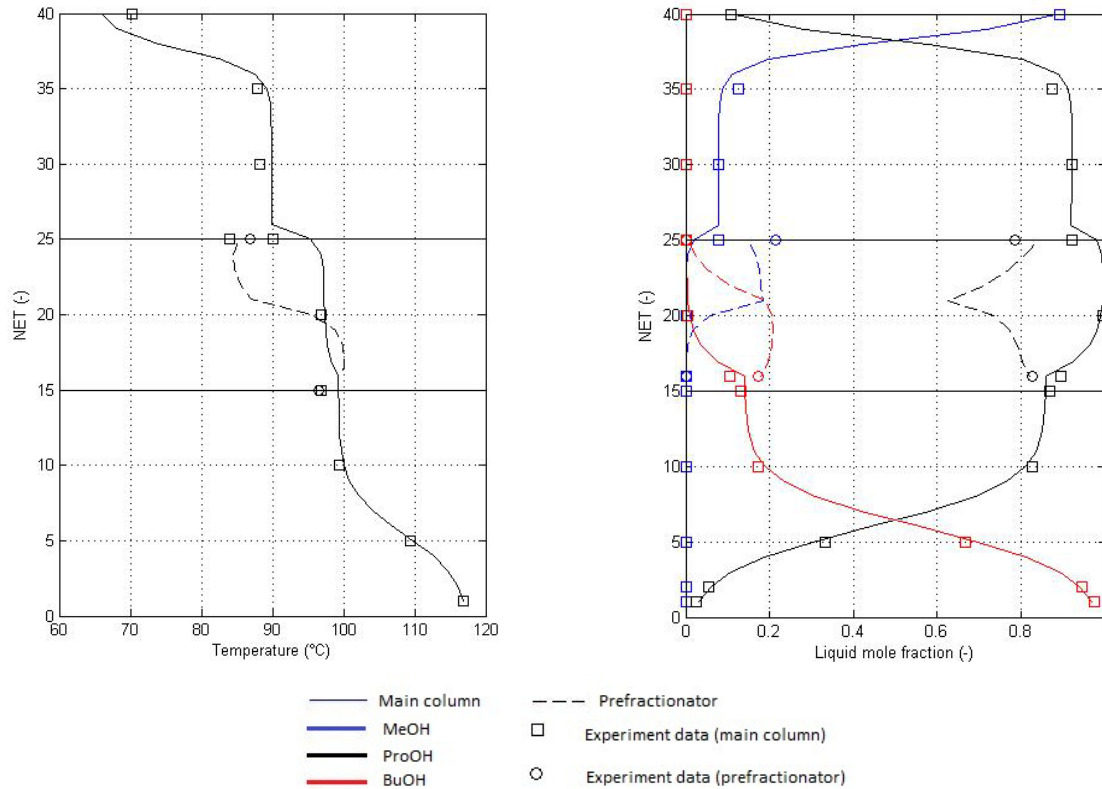 40
35
30
25
20
15
10
5
0
NET (-)
60 70 80 90 100 110 120
Temperature (ºC)
40
35
30
25
20
15
10
5
0
NET (-)
0 0.2 0.4 0.6 0.8
Liquid mole fraction (-)
Main column
Prefractionator
MeOH
Experiment data (main column)
ProOH
BuOH
Experiment data (prefractionator)